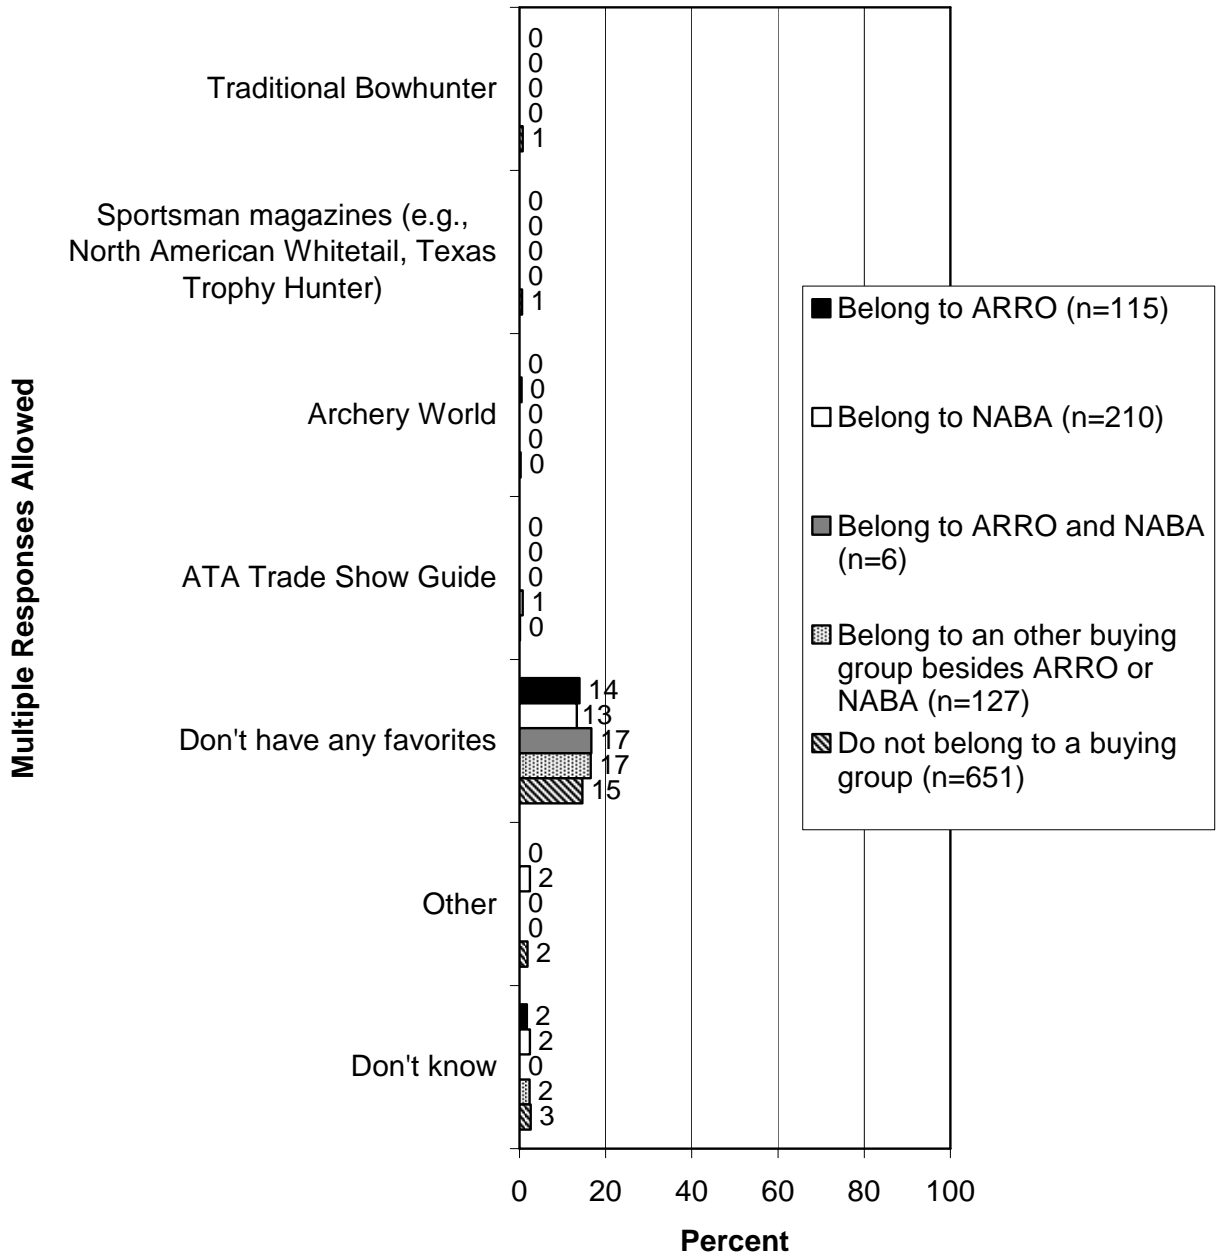 Multiple Responses Allowed
Traditional Bowhunter
0
0
0
0
1
Sportsman magazines (e.g.,
North American Whitetail, Texas
Trophy Hunter)
0
0
0
0
1
Archery World
0
0
0
0
0
ATA Trade Show Guide
0
0
0
1
0
Don't have any favorites
14
13
17
17
15
Other
0
2
0
0
2
Don't know
2
2
0
2
3
0 20 40 60 80 100
Percent
Belong to ARRO (n=115)
Belong to NABA (n=210)
Belong to ARRO and NABA
(n=6)
Belong to an other buying
group besides ARRO or
NABA (n=127)
Do not belong to a buying
group (n=651)